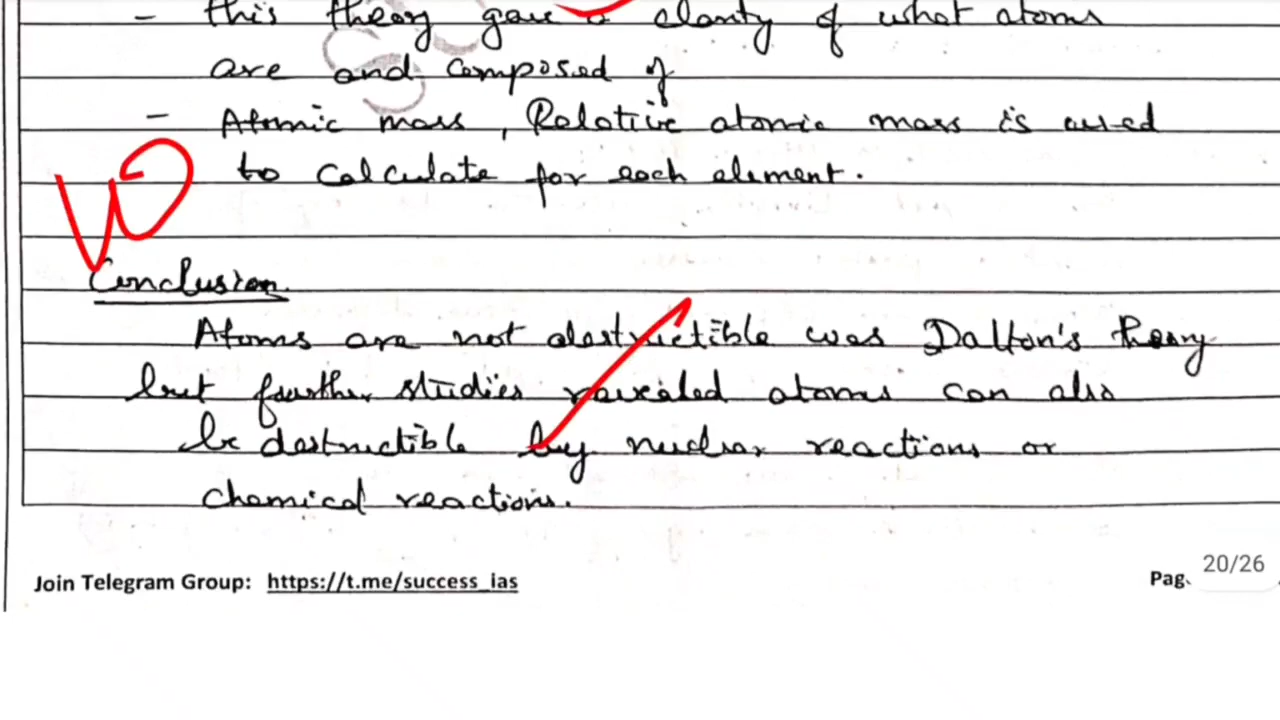 - this theory gave a clarity of what atoms
are and composed of
- Atomic mass, Relative atomic mass is used
to calculate for each element.
Conclusion
Atoms are not destructible was Dalton's theory
but further studies revealed atoms can also
be destructible by nuclear reactions or
chemical reactions.
Join Telegram Group: https://t.me/success_ias
Pag. 20/26